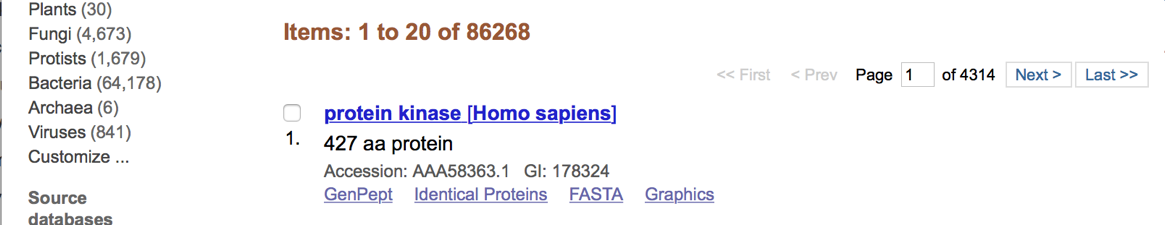 Plants (30)
Fungi (4,673)
Protists (1,679)
Bacteria (64,178)
Archaea (6)
Viruses (841)
Customize ...
Source
databases
Items: 1 to 20 of 86268
<< First < Prev Page 1 of 4314 Next > Last >>
protein kinase [Homo sapiens]
1. 427 aa protein
Accession: AAA58363.1 GI: 178324
GenPept Identical Proteins FASTA Graphics